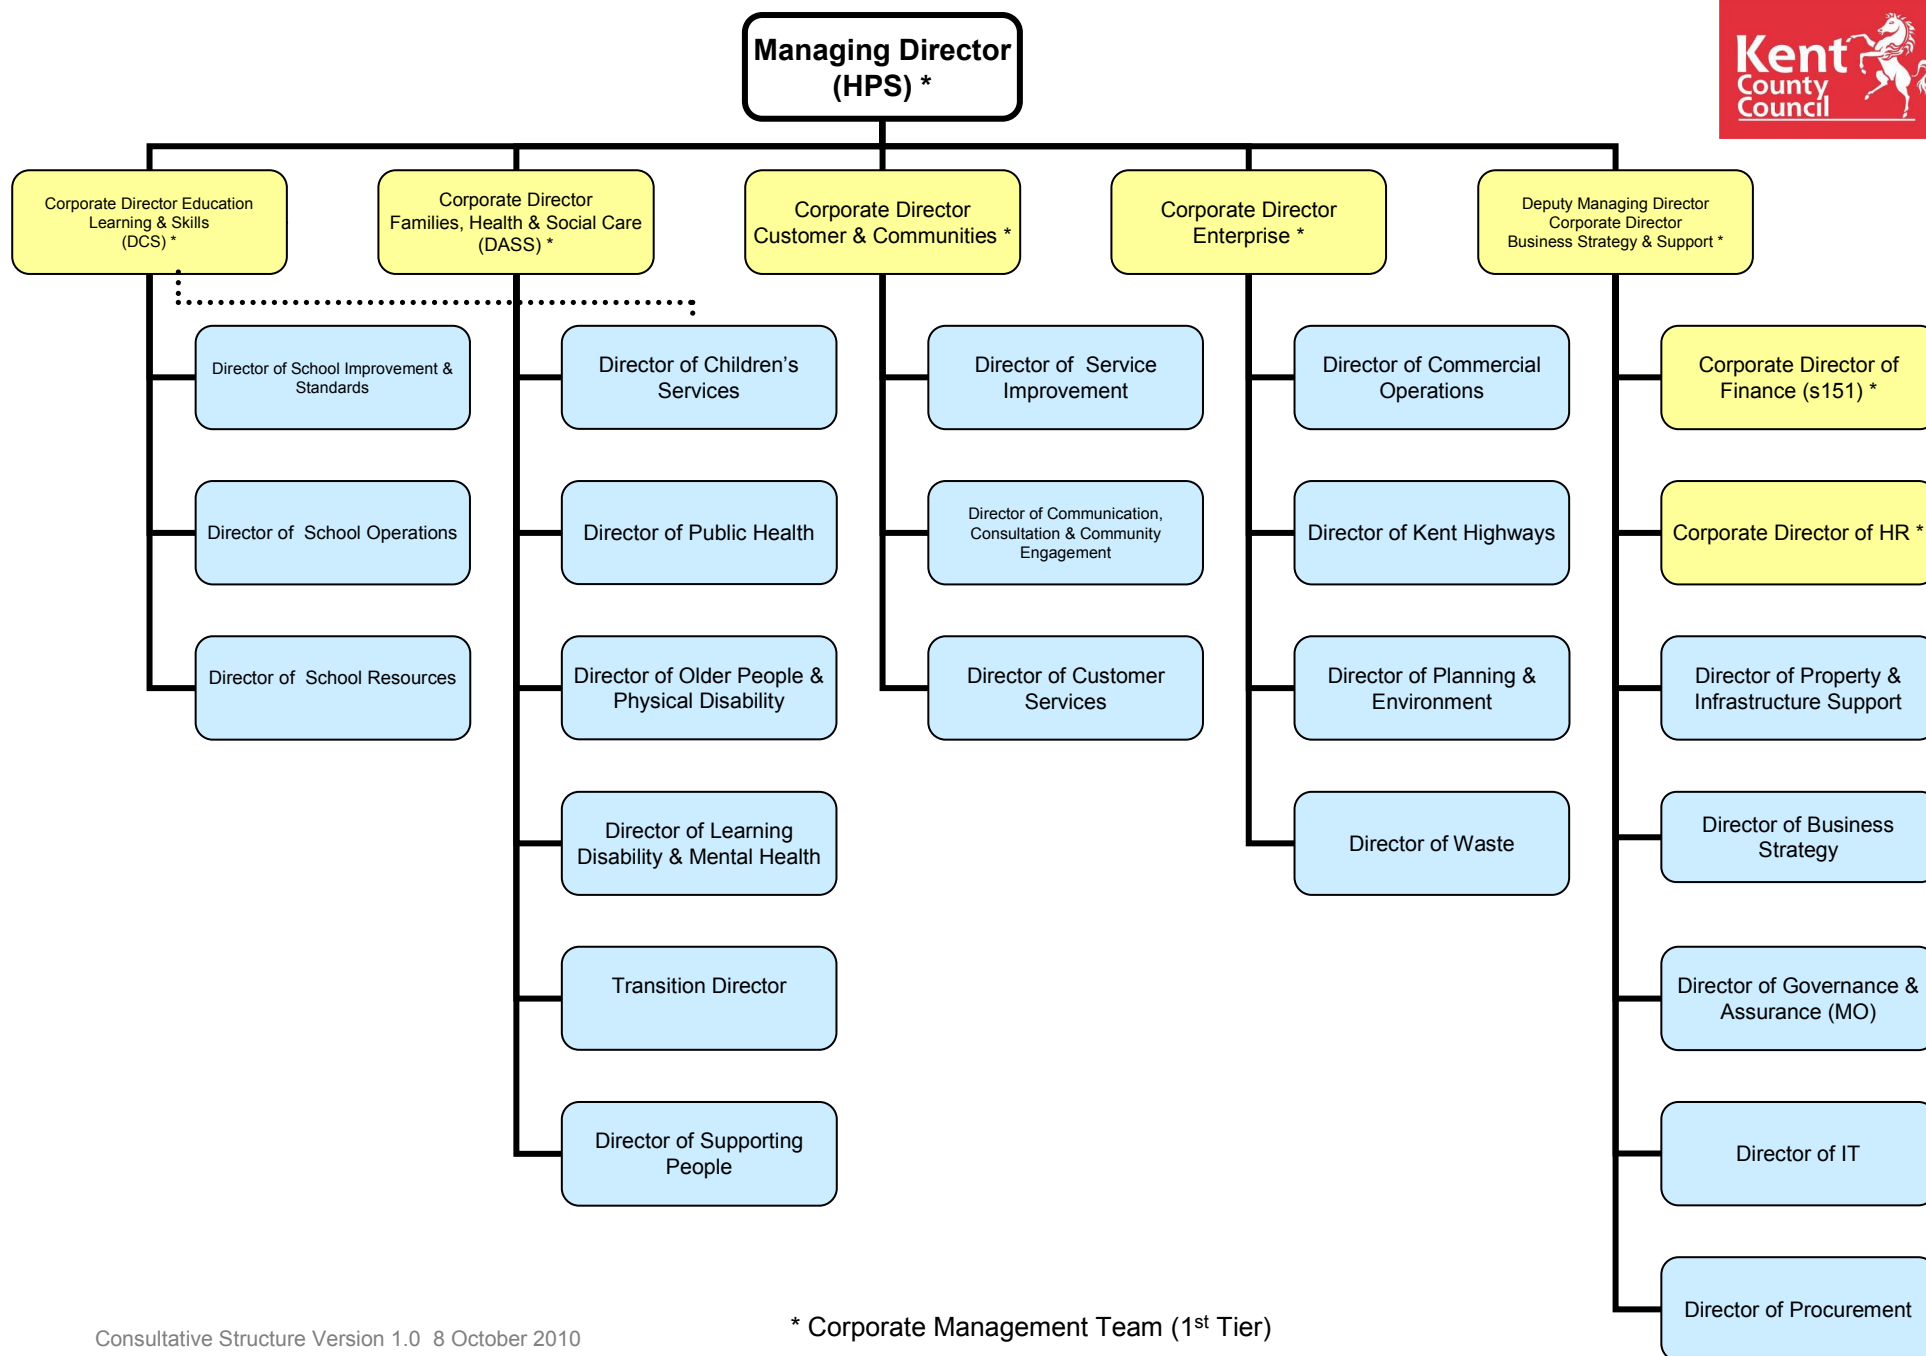 Managing Director
(HPS) *
Kent
County
Council
Corporate Director Education
Learning & Skills
(DCS) *
Corporate Director
Families, Health & Social Care
(DASS) *
Corporate Director
Customer & Communities *
Corporate Director
Enterprise *
Deputy Managing Director
Corporate Director
Business Strategy & Support *
Director of School Improvement &
Standards
Director of School Operations
Director of School Resources
Director of Children's
Services
Director of Public Health
Director of Older People &
Physical Disability
Director of Learning
Disability & Mental Health
Transition Director
Director of Supporting
People
Director of Service
Improvement
Director of Communication,
Consultation & Community
Engagement
Director of Customer
Services
Director of Commercial
Operations
Director of Kent Highways
Director of Planning &
Environment
Director of Waste
Corporate Director of
Finance (s151) *
Corporate Director of HR *
Director of Property &
Infrastructure Support
Director of Business
Strategy
Director of Governance &
Assurance (MO)
Director of IT
Director of Procurement
Consultative Structure Version 1.0 8 October 2010
* Corporate Management Team (1st Tier)